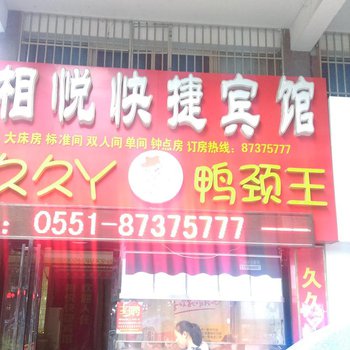 相悦快捷宾馆
大床房 标准间 双人间 单间 钟点房 订房热线：87375777
久久丫 鸭颈王
: 0551-87375777
久久